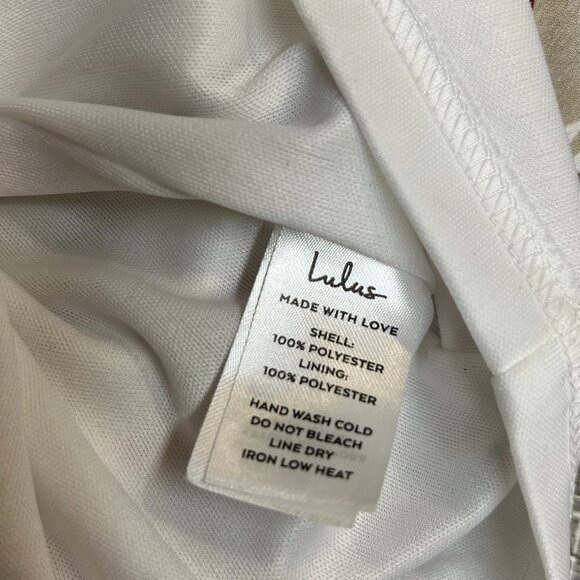 Lulus
MADE WITH LOVE
SHELL:
100% POLYESTER
LINING:
100% POLYESTER
HAND WASH COLD
DO NOT BLEACH
LINE DRY
IRON LOW HEAT